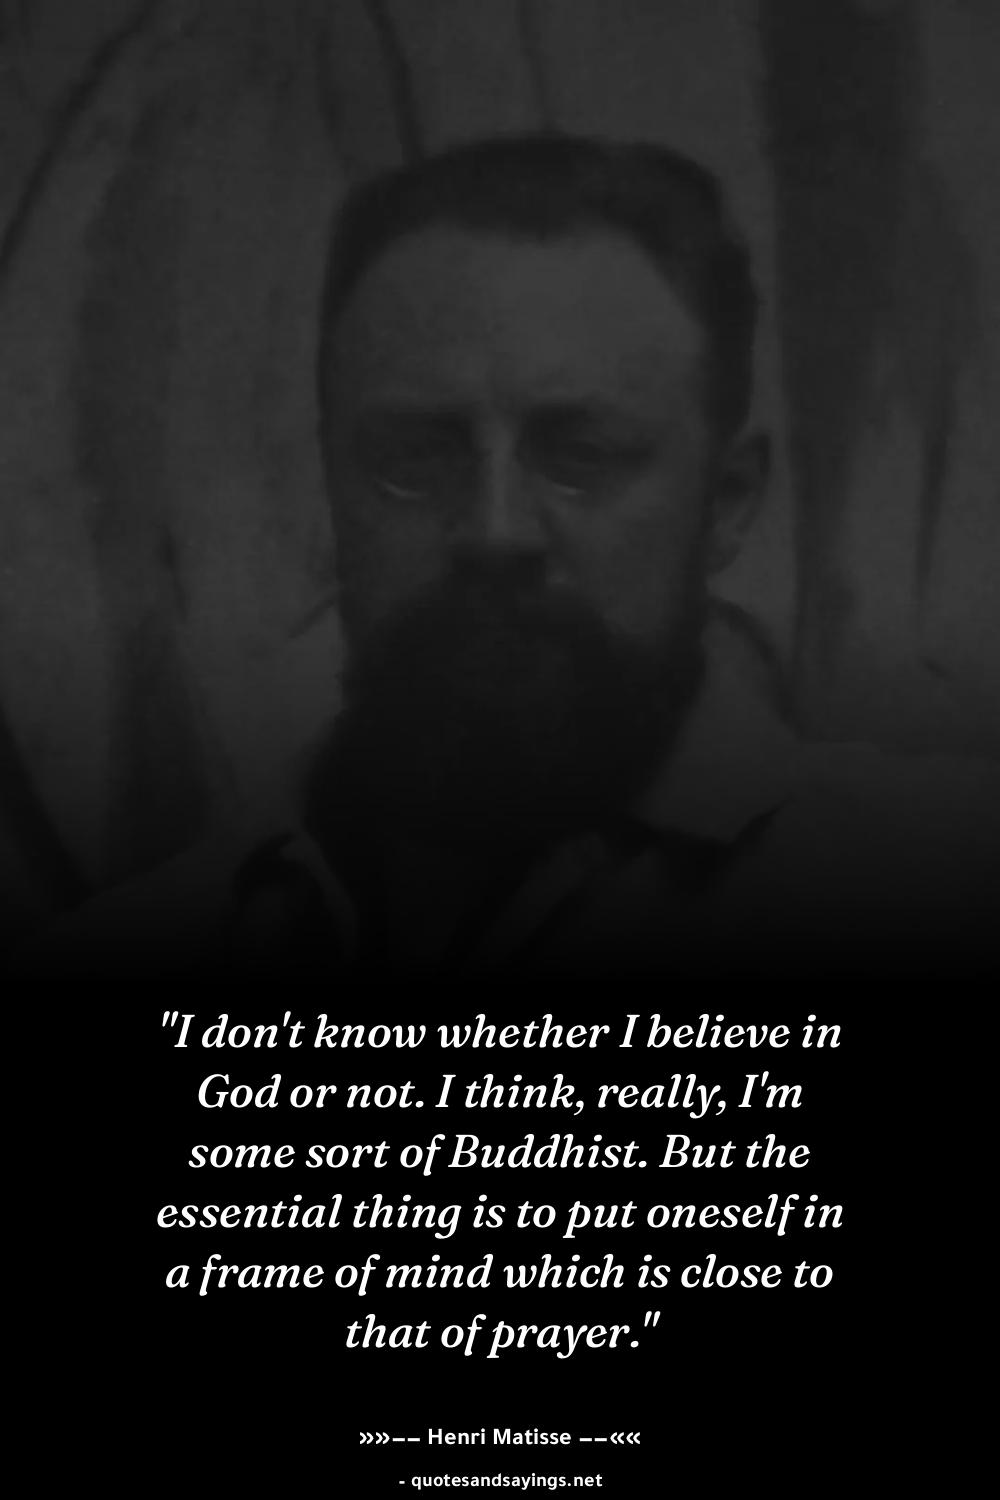 "I don't know whether I believe in
God or not. I think, really, I'm
some sort of Buddhist. But the
essential thing is to put oneself in
a frame of mind which is close to
that of prayer."
»»–– Henri Matisse ––««
- quotesandsayings.net